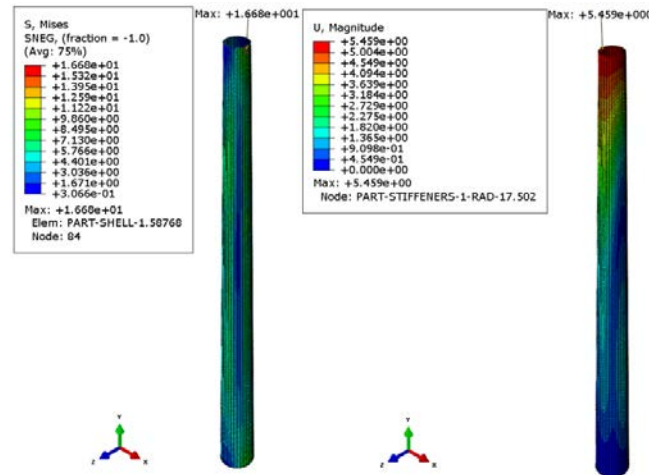 Max: +1.668e+001
S, Mises
SNEG, (fraction = -1.0)
(Avg: 75%)
+1.668e+01
+1.532e+01
+1.395e+01
+1.259e+01
+1.122e+01
+9.860e+00
+8.495e+00
+7.130e+00
+5.766e+00
+4.401e+00
+3.036e+00
+1.671e+00
+3.066e-01
Max: +1.668e+01
Elem: PART-SHELL-1.58768
Node: 84
Y
Z
X
Max: +5.459e+000
U, Magnitude
+5.459e+00
+5.004e+00
+4.549e+00
+4.094e+00
+3.639e+00
+3.184e+00
+2.729e+00
+2.275e+00
+1.820e+00
+1.365e+00
+9.098e-01
+4.549e-01
+0.000e+00
Max: +5.459e+00
Node: PART-STIFFENERS-1-RAD-17.502
Y
Z
X